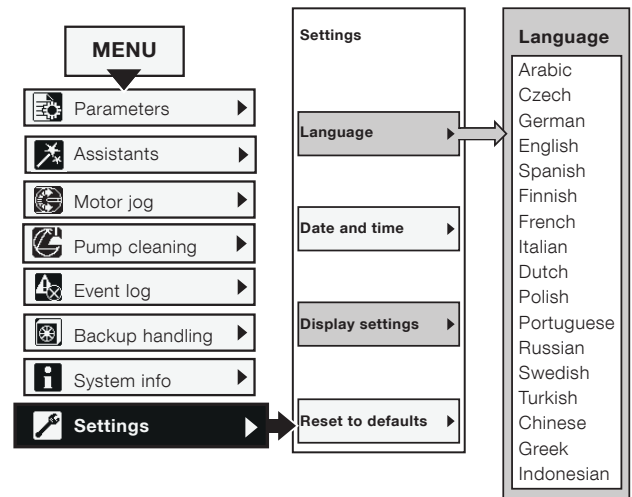 MENU
Parameters
Assistants
Motor jog
Pump cleaning
Event log
Backup handling
System info
Settings
Settings
Language
Date and time
Display settings
Reset to defaults
Language
Arabic
Czech
German
English
Spanish
Finnish
French
Italian
Dutch
Polish
Portuguese
Russian
Swedish
Turkish
Chinese
Greek
Indonesian